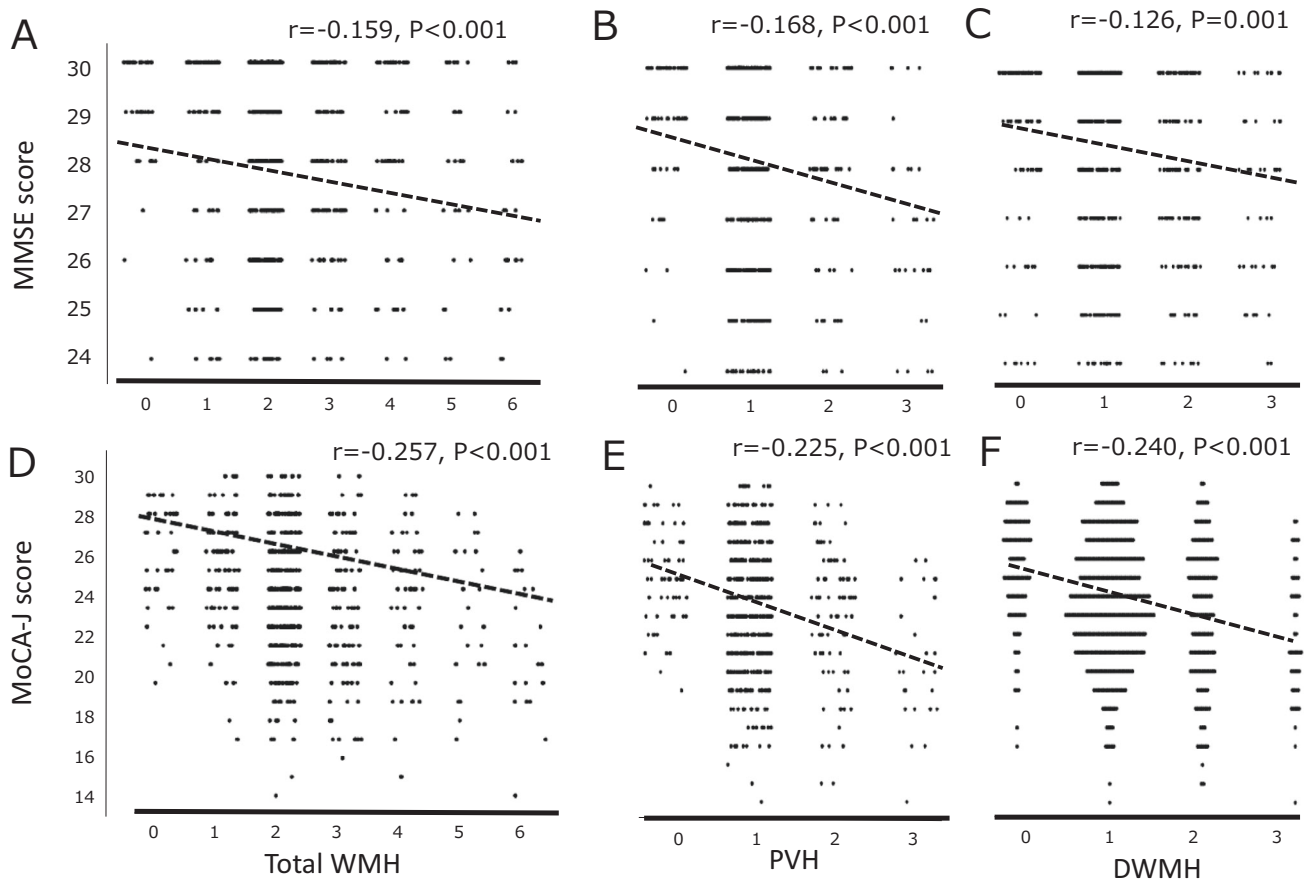 A
r=-0.159, P<0.001
B
r=-0.168, P<0.001
C
r=-0.126, P=0.001
MMSE score
30
29
28
27
26
25
24
0 1 2 3 4 5 6
0 1 2 3
0 1 2 3
D
r=-0.257, P<0.001
E
r=-0.225, P<0.001
F
r=-0.240, P<0.001
MoCA-J score
30
28
26
24
22
20
18
16
14
0 1 2 3 4 5 6
0 1 2 3
0 1 2 3
Total WMH
PVH
DWMH